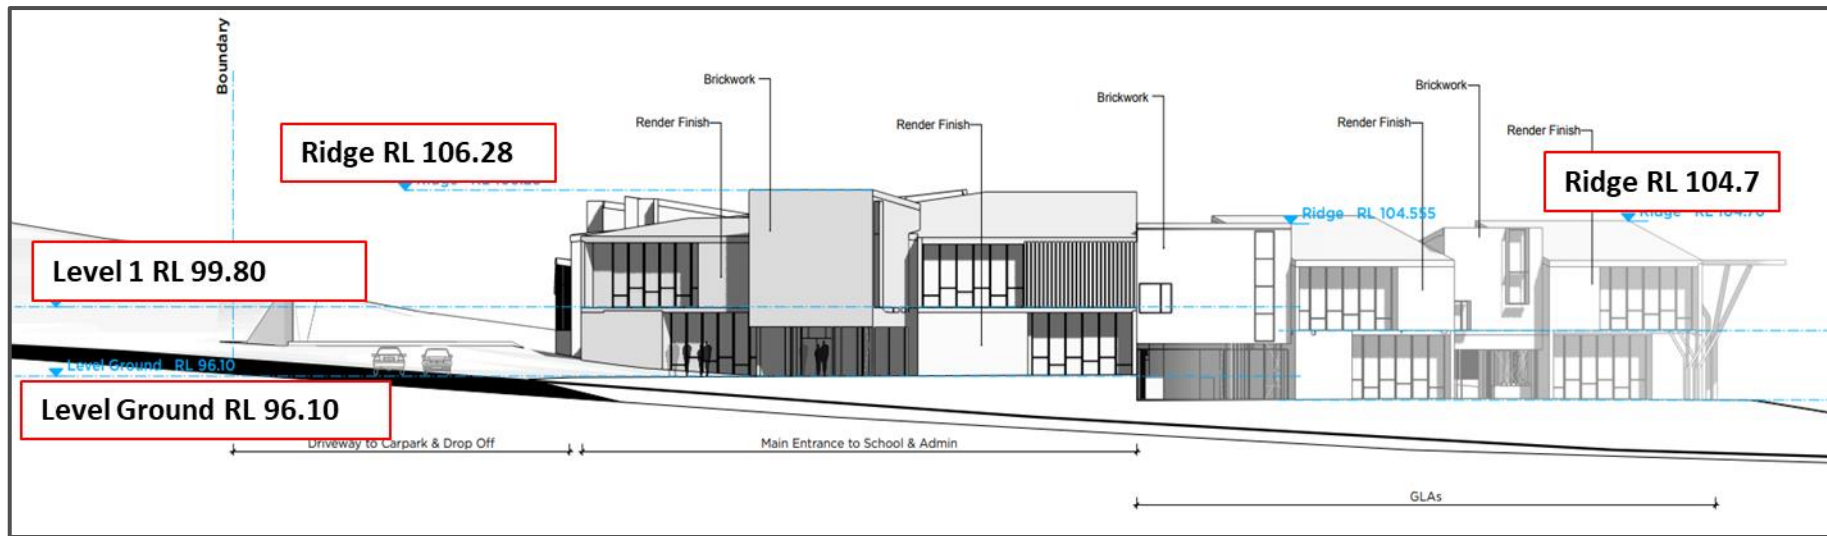 Boundary
Brickwork
Brickwork
Brickwork
Render Finish
Render Finish
Render Finish
Render Finish
Ridge RL 106.28
Ridge RL 104.7
Ridge RL 104.555
Level 1 RL 99.80
Level Ground RL 96.10
Level Ground RL 96.10
Driveway to Carpark & Drop Off
Main Entrance to School & Admin
GLAs